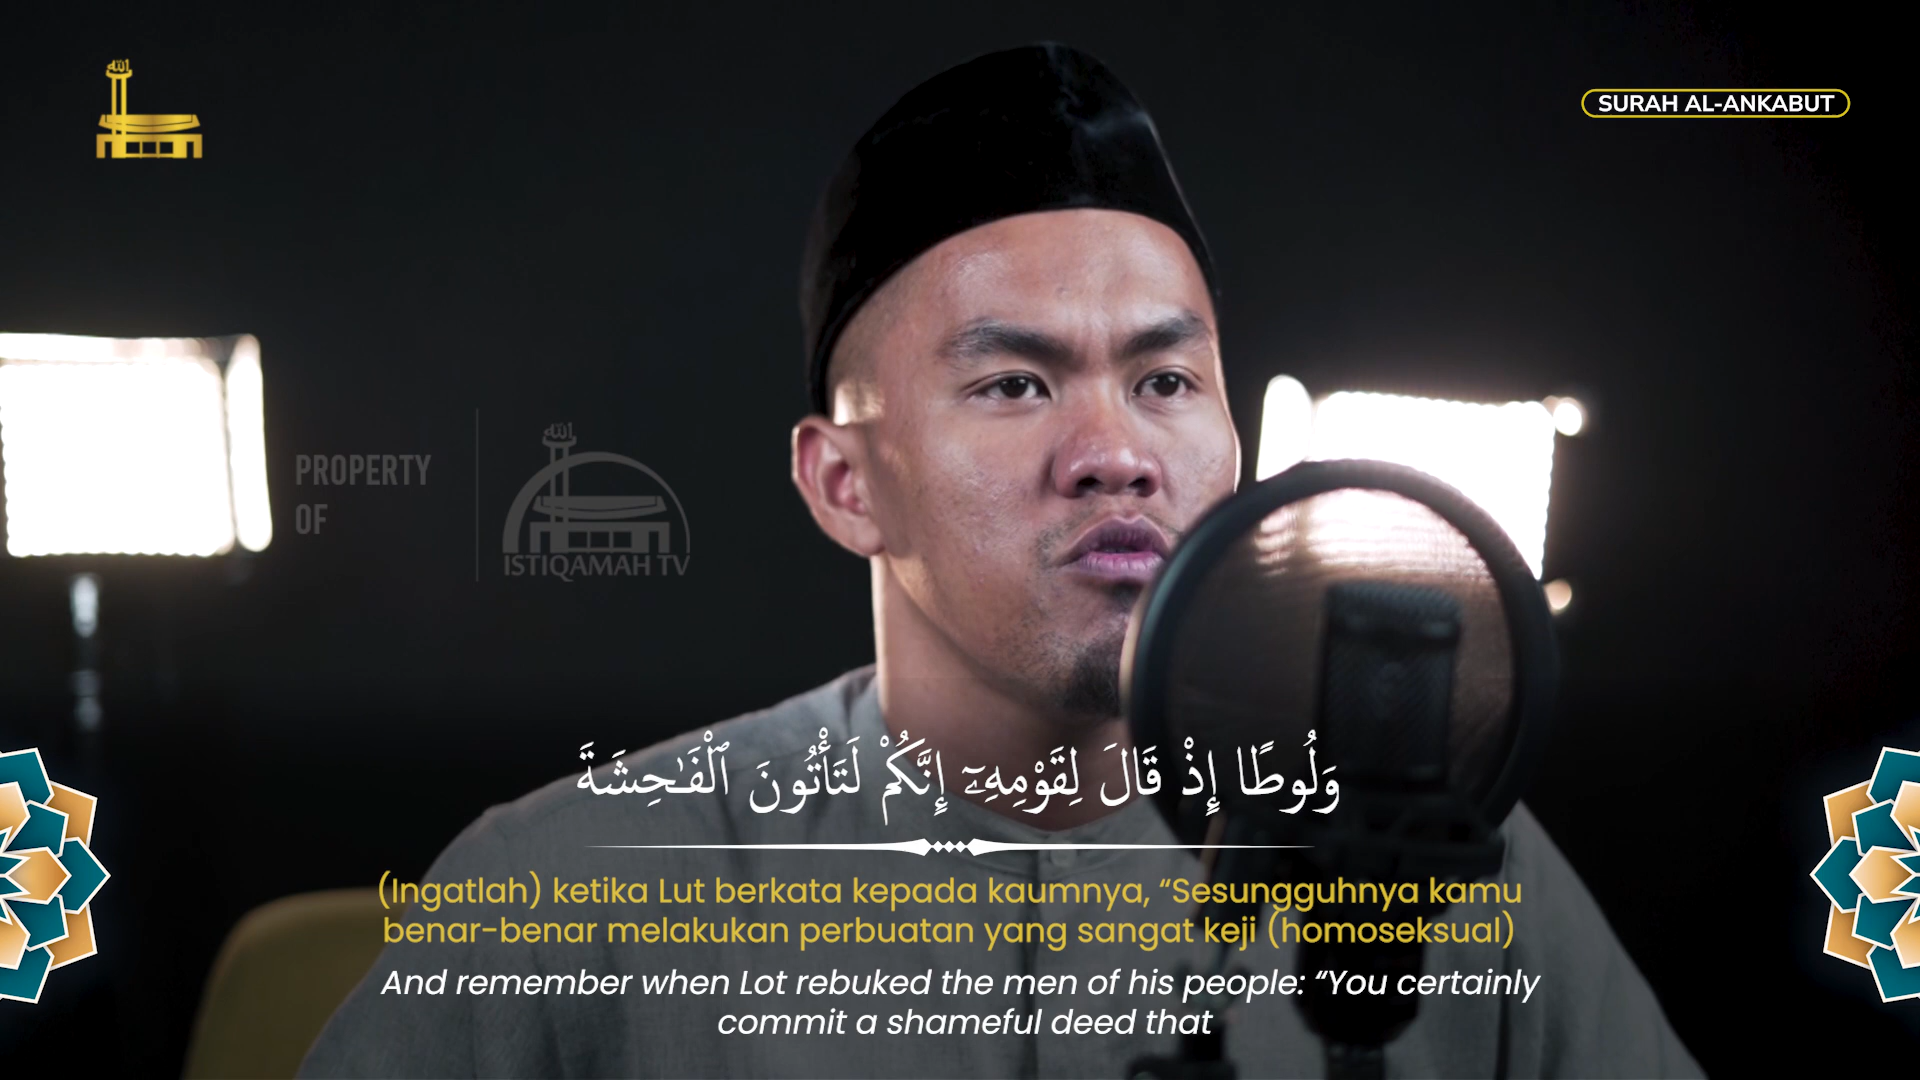 الله
SURAH AL-ANKABUT
PROPERTY
OF
الله
ISTIQAMAH TV
وَلُوطًا إِذْ قَالَ لِقَوْمِهِۦٓ إِنَّكُمْ لَتَأْتُونَ ٱلْفَـٰحِشَةَ
(Ingatlah) ketika Lut berkata kepada kaumnya, “Sesungguhnya kamu
benar-benar melakukan perbuatan yang sangat keji (homoseksual)
And remember when Lot rebuked the men of his people: “You certainly
commit a shameful deed that